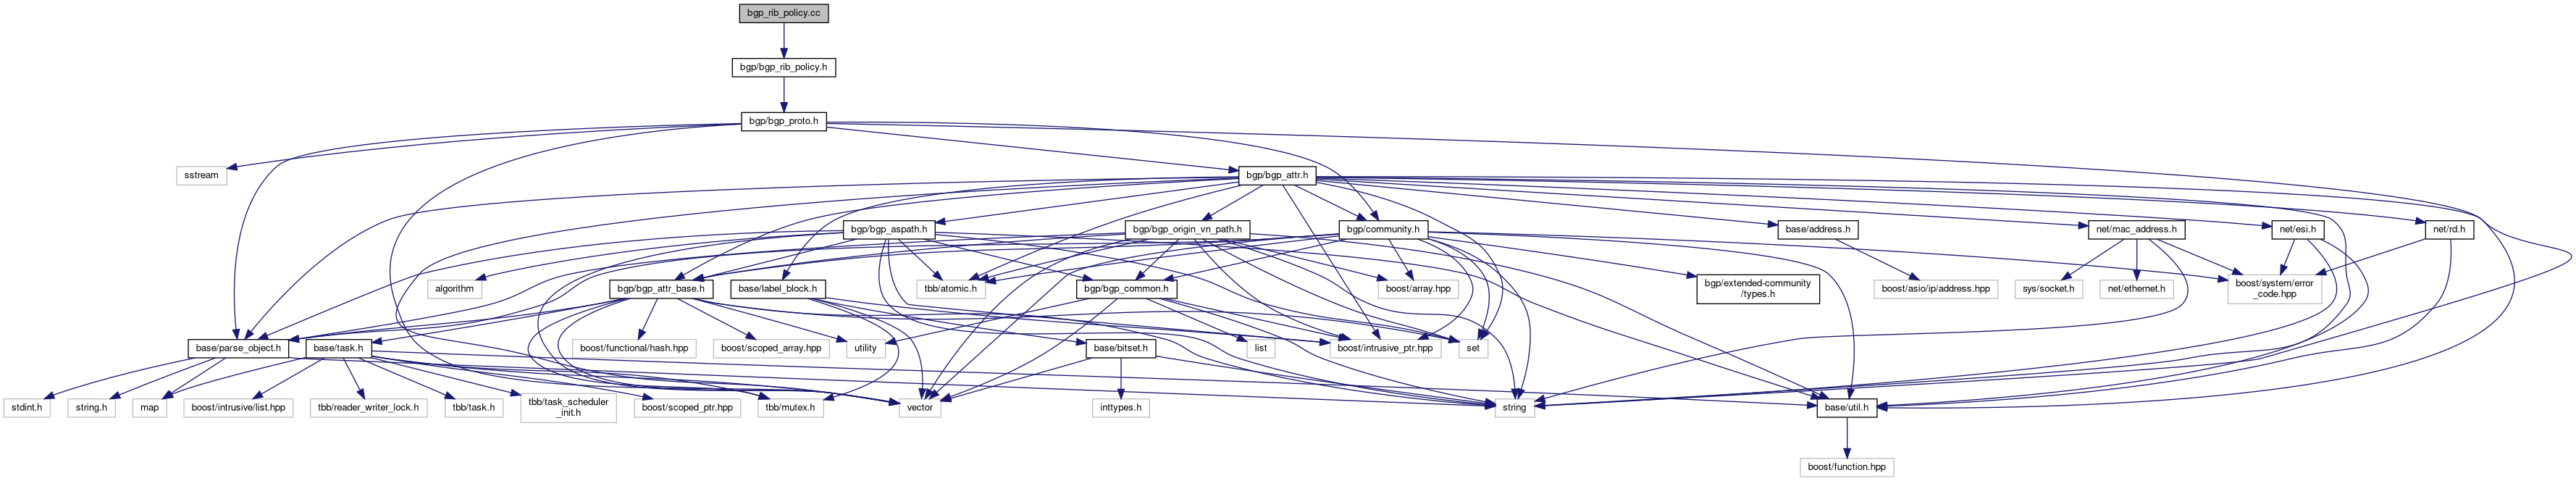 bgp_rib_policy.cc
bgp/bgp_rib_policy.h
bgp/bgp_proto.h
sstream
bgp/bgp_attr.h
bgp/bgp_aspath.h
bgp/bgp_origin_vn_path.h
bgp/community.h
base/address.h
net/mac_address.h
net/esi.h
net/rd.h
algorithm
bgp/bgp_attr_base.h
base/label_block.h
tbb/atomic.h
bgp/bgp_common.h
boost/array.hpp
bgp/extended-community
/types.h
boost/asio/ip/address.hpp
sys/socket.h
net/ethernet.h
boost/system/error
_code.hpp
base/parse_object.h
base/task.h
boost/functional/hash.hpp
boost/scoped_array.hpp
utility
base/bitset.h
list
boost/intrusive_ptr.hpp
set
stdint.h
string.h
map
boost/intrusive/list.hpp
tbb/reader_writer_lock.h
tbb/task.h
tbb/task_scheduler
_init.h
boost/scoped_ptr.hpp
tbb/mutex.h
vector
inttypes.h
string
base/util.h
boost/function.hpp